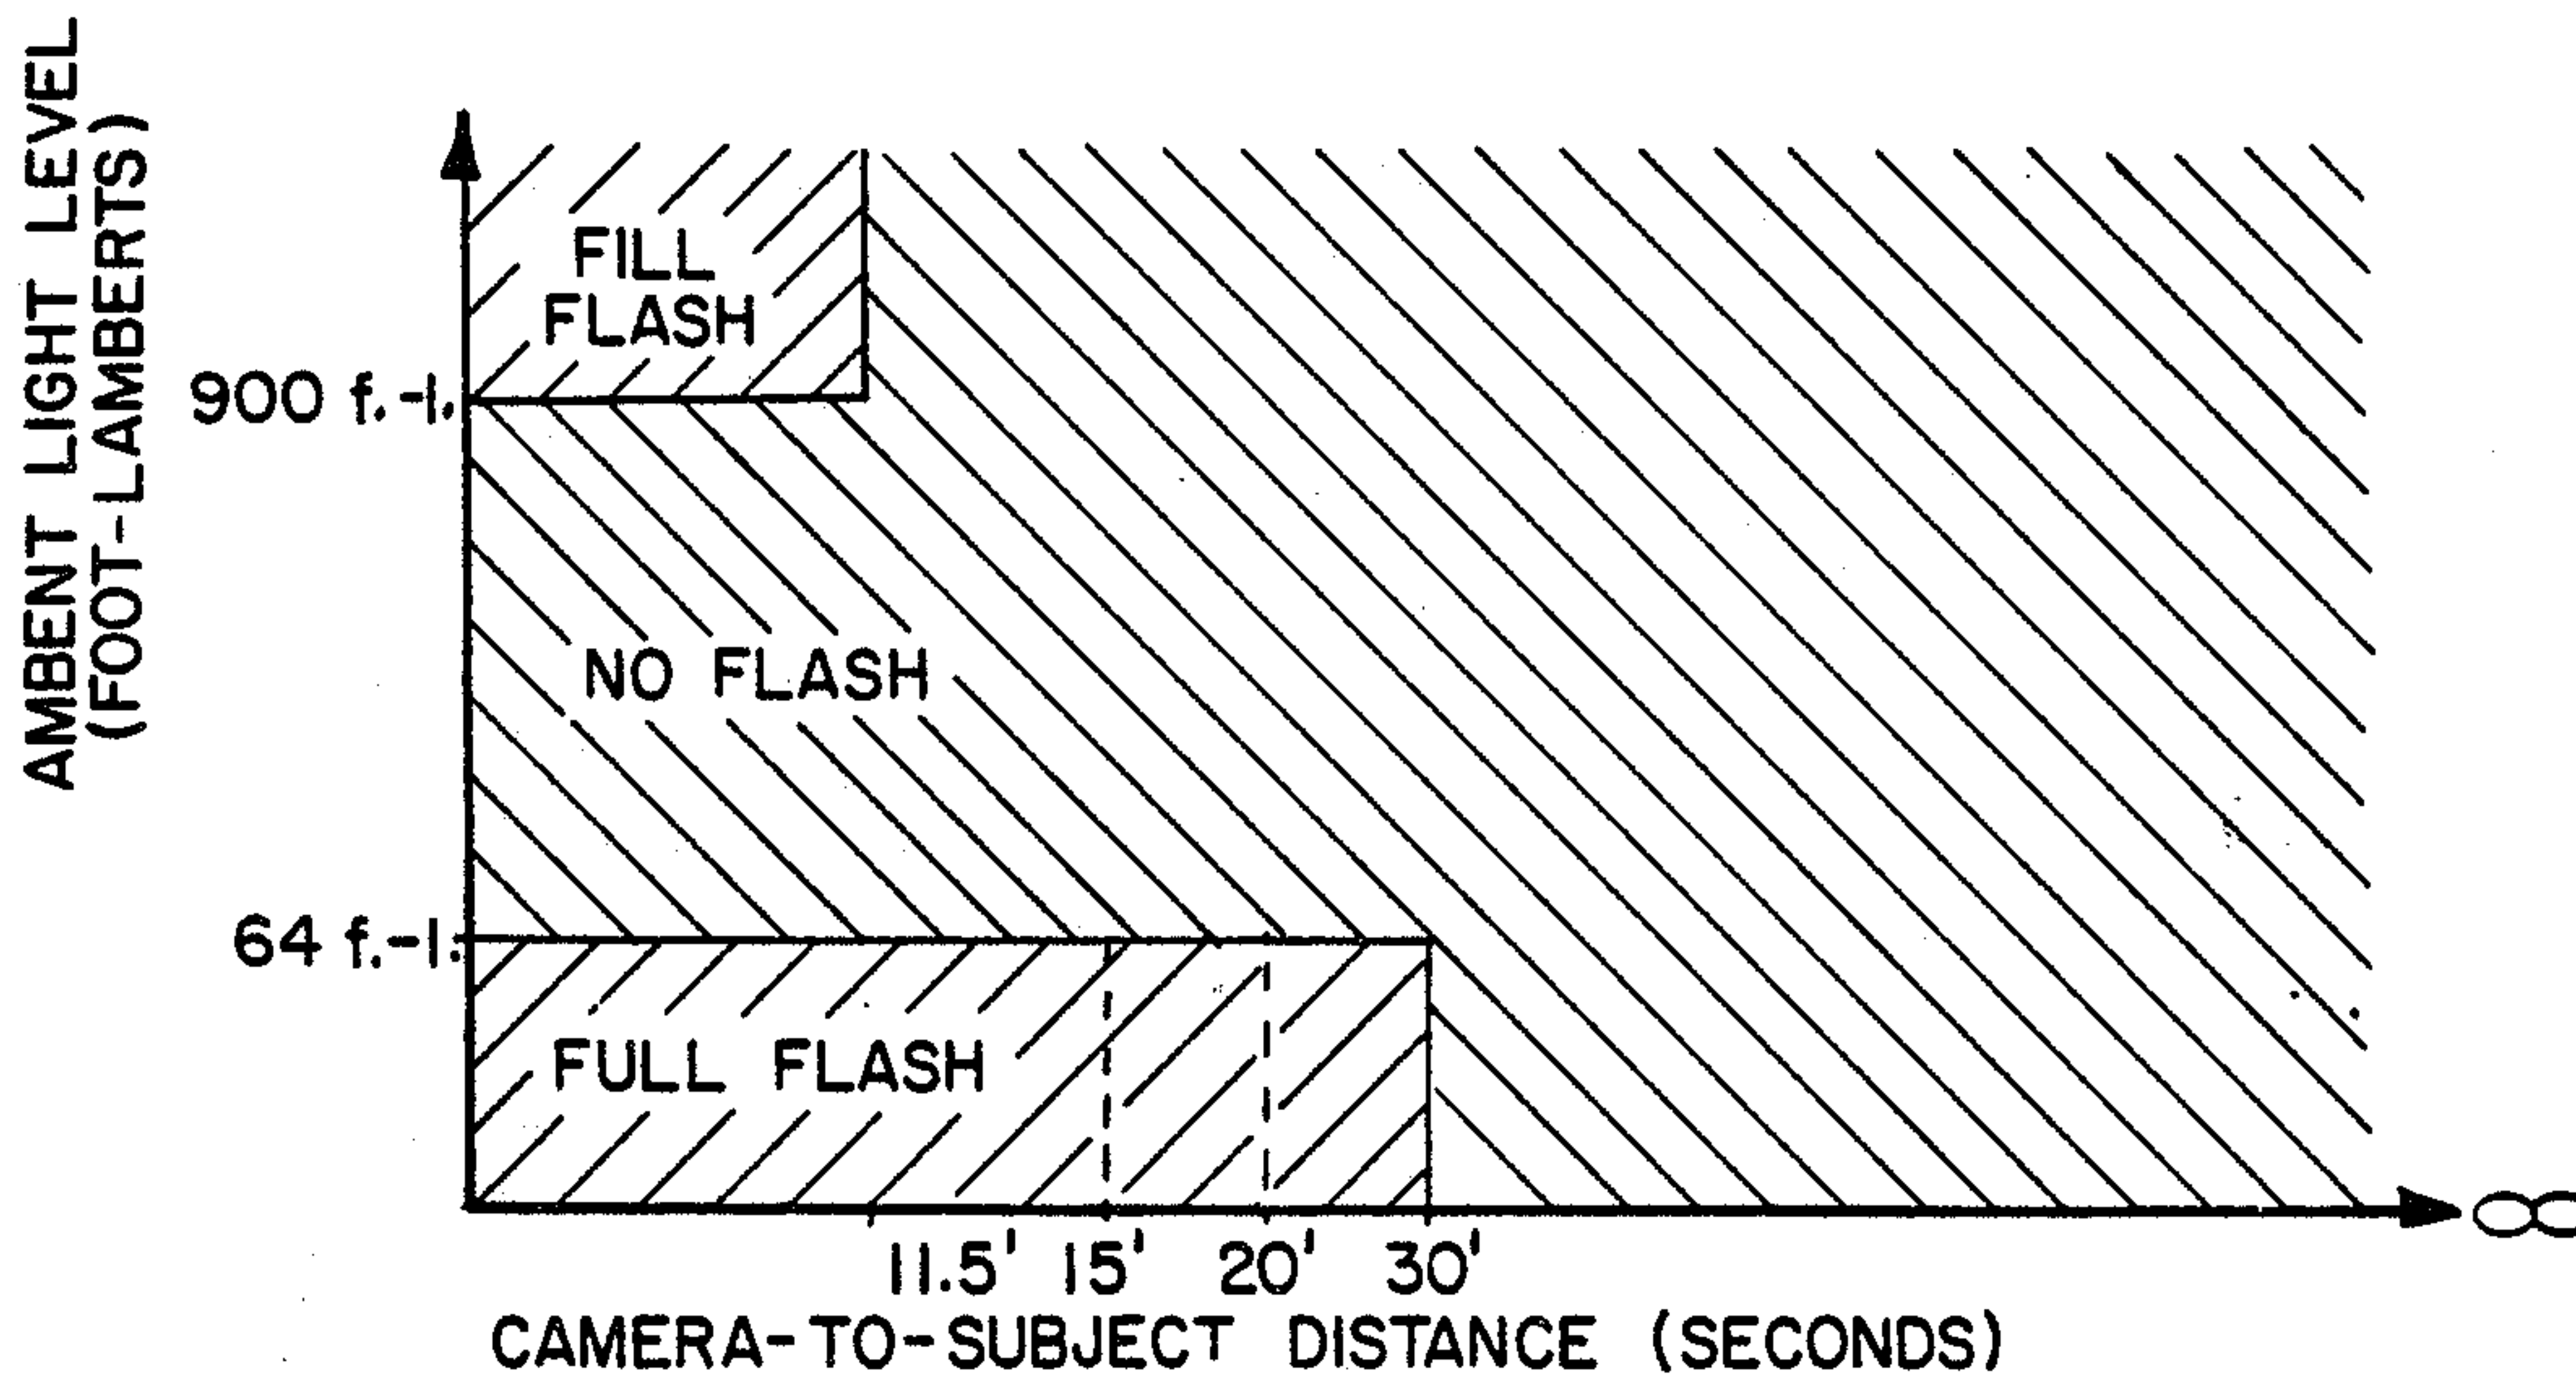 AMBENT LIGHT LEVEL
(FOOT-LAMBERTS)
FILL
FLASH
900 f.-l.
NO FLASH
64 f.-l.
FULL FLASH
∞
11.5' 15' 20' 30'
CAMERA-TO-SUBJECT DISTANCE (SECONDS)